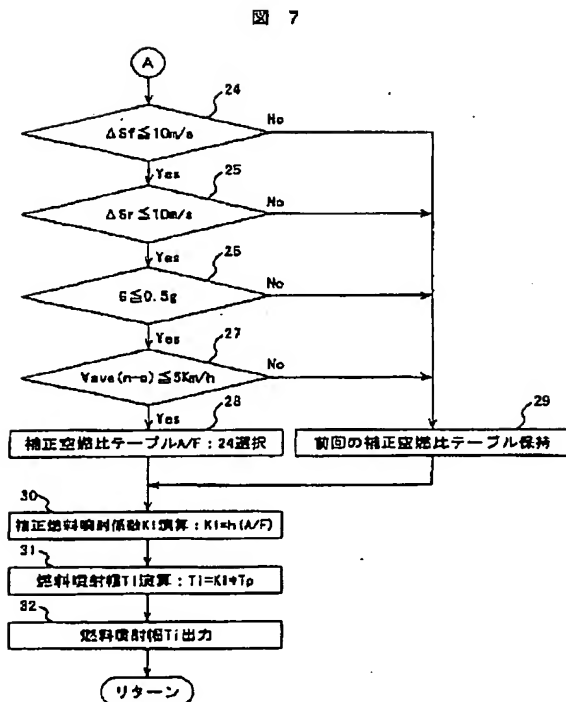 図 7
A
24
ΔSf≦10m/s
No
Yes
25
ΔSr≦10m/s
No
Yes
26
G≦0.5g
No
Yes
27
Vave(n-a)≦5Km/h
No
Yes
28
補正空燃比テーブルA/F：24選択
29
前回の補正空燃比テーブル保持
30
補正燃料噴射係数Ki演算：Ki=h(A/F)
31
燃料噴射幅Ti演算：Ti=Ki*Tp
32
燃料噴射幅Ti出力
リターン